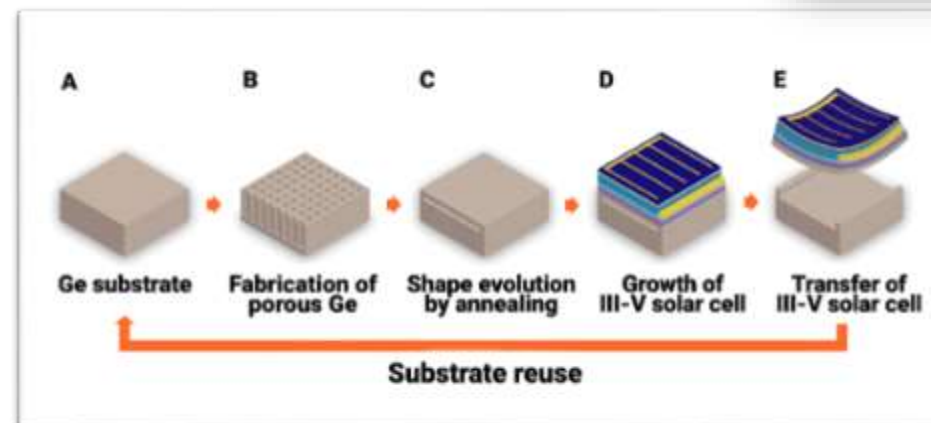 A
B
C
D
E
Ge substrate
Fabrication of
porous Ge
Shape evolution
by annealing
Growth of
III-V solar cell
Transfer of
III-V solar cell
Substrate reuse